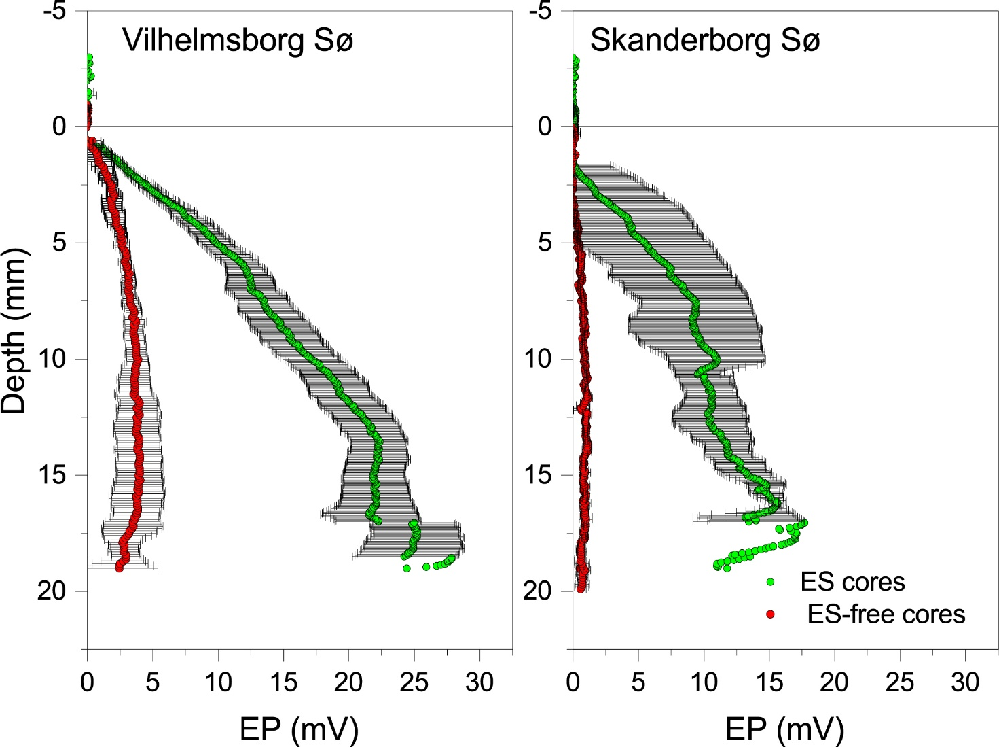 Vilhelmsborg Sø
Skanderborg Sø
-5
0
5
10
15
20
-5
0
5
10
15
20
Depth (mm)
ES cores
ES-free cores
0 5 10 15 20 25 30
0 5 10 15 20 25 30
EP (mV)
EP (mV)